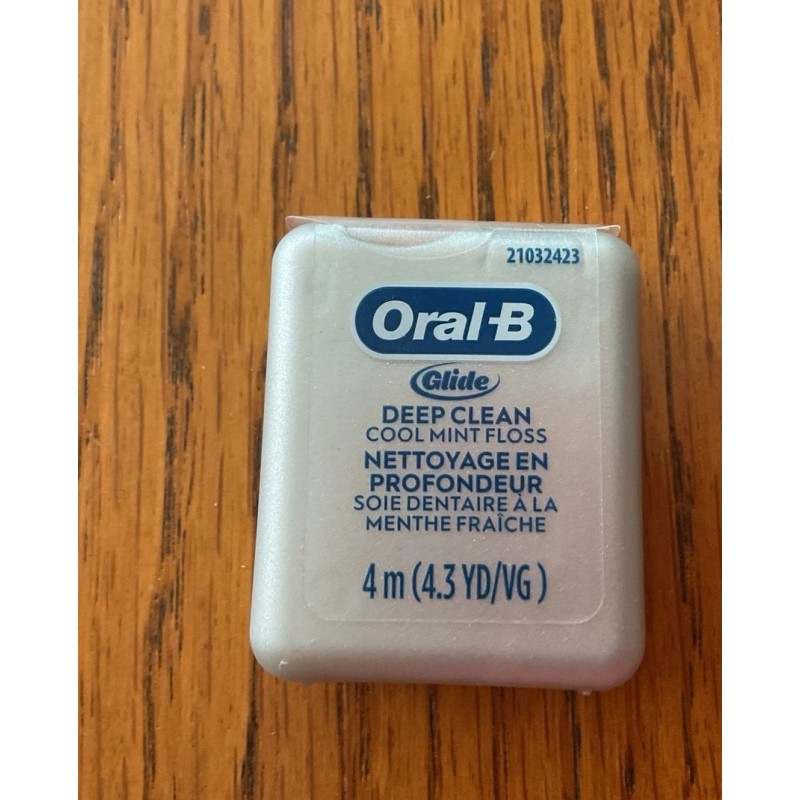 21032423
Oral-B
Glide
DEEP CLEAN
COOL MINT FLOSS
NETTOYAGE EN
PROFONDEUR
SOIE DENTAIRE À LA
MENTHE FRAÎCHE
4 m (4.3 YD/VG )